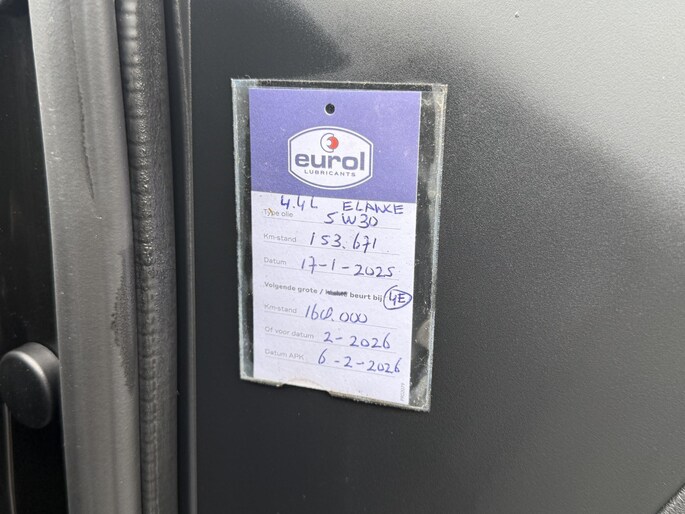 eurol
LUBRICANTS
4.4L ELANCE
Type olie 5W30
Km-stand 153.671
Datum 17-1-2025
Volgende grote / beurt bij 4E
Km-stand 160.000
Of voor datum 2-2026
Datum APK 6-2-2026